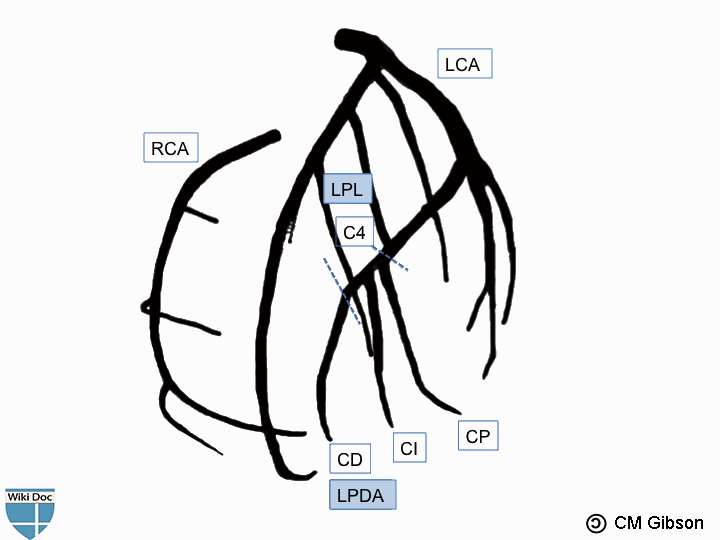 LCA
RCA
LPL
C4
CP
CI
CD
LPDA
Wiki Doc
© CM Gibson